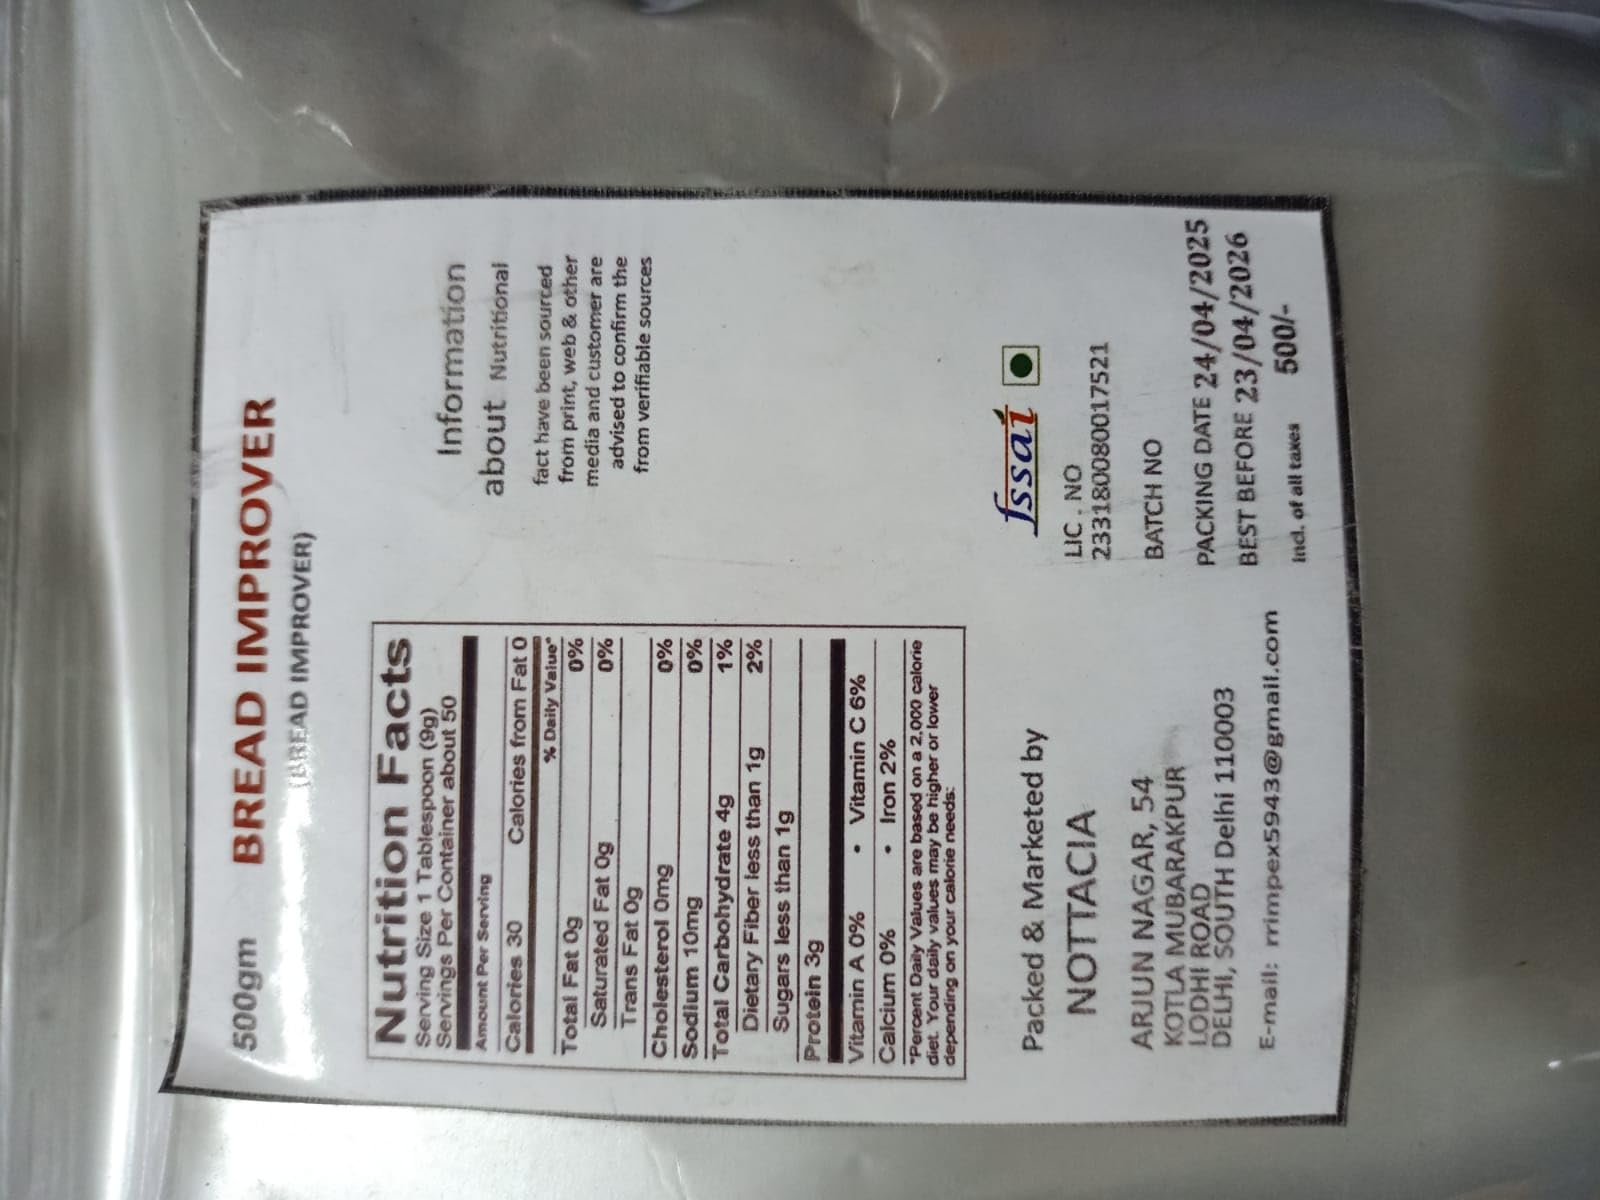 500gm BREAD IMPROVER
(BREAD IMPROVER)
Nutrition Facts
Serving Size 1 Tablespoon (9g)
Servings Per Container about 50
Amount Per Serving
Calories 30 Calories from Fat 0
% Daily Value*
Total Fat 0g 0%
Saturated Fat 0g 0%
Trans Fat 0g
Cholesterol 0mg 0%
Sodium 10mg 0%
Total Carbohydrate 4g 1%
Dietary Fiber less than 1g 2%
Sugars less than 1g
Protein 3g
Vitamin A 0% • Vitamin C 6%
Calcium 0% • Iron 2%
*Percent Daily Values are based on a 2,000 calorie
diet. Your daily values may be higher or lower
depending on your calorie needs:
Information
about Nutritional
fact have been sourced
from print, web & other
media and customer are
advised to confirm the
from verifiable sources
Packed & Marketed by
NOTTACIA
ARJUN NAGAR, 54
KOTLA MUBARAKPUR
LODHI ROAD
DELHI, SOUTH Delhi 110003
E-mail: rrimpex5943@gmail.com
fssai
LIC . NO
23318008001​7521
BATCH NO
PACKING DATE 24/04/2025
BEST BEFORE 23/04/2026
Incl. of all taxes 500/-